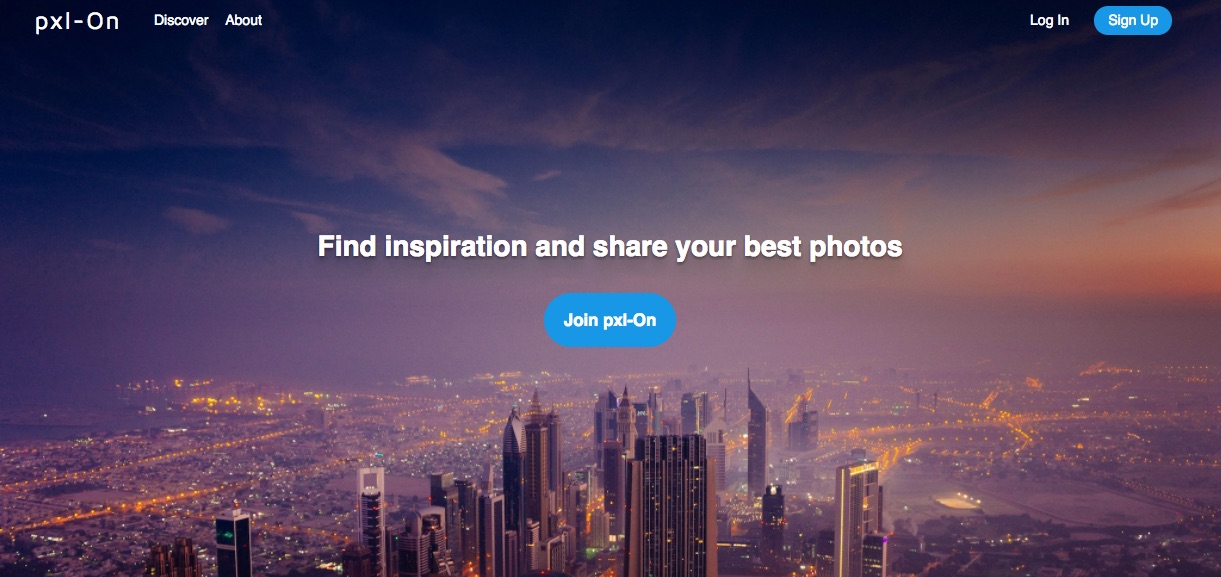 pxl-On Discover About Log In Sign Up
Find inspiration and share your best photos
Join pxl-On